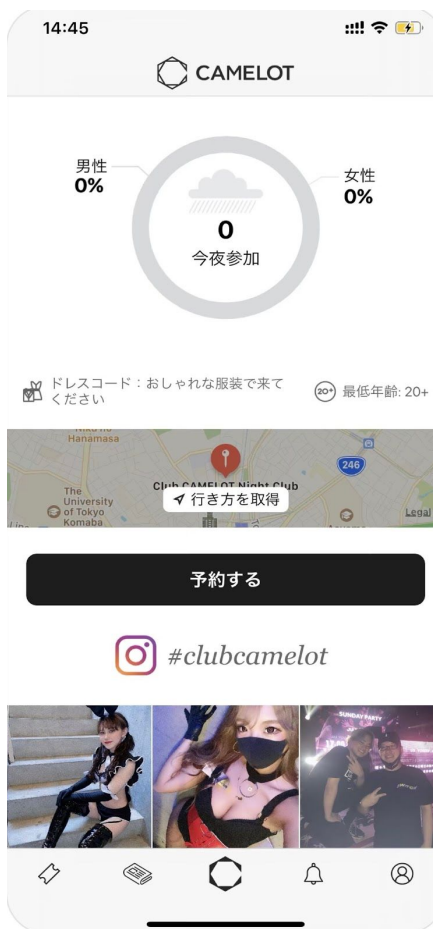 14:45
CAMELOT
男性
0%
女性
0%
0
今夜参加
ドレスコード：おしゃれな服装で来て
ください
20+
最低年齢: 20+
Hanamasa
246
The
University
of Tokyo
Komaba
Club CAMELOT Night Club
行き方を取得
Legal
予約する
#clubcamelot
SUNDAY PARTY